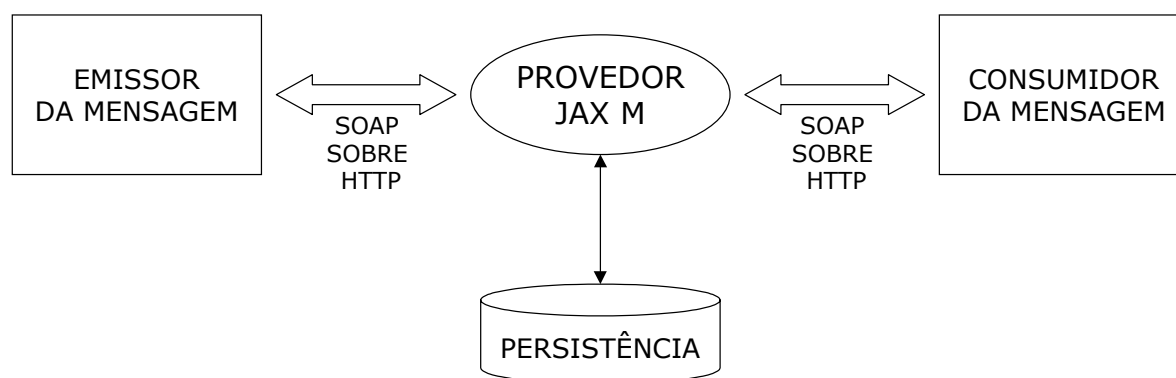 EMISSOR
DA MENSAGEM
SOAP
SOBRE
HTTP
PROVEDOR
JAX M
SOAP
SOBRE
HTTP
CONSUMIDOR
DA MENSAGEM
PERSISTÊNCIA